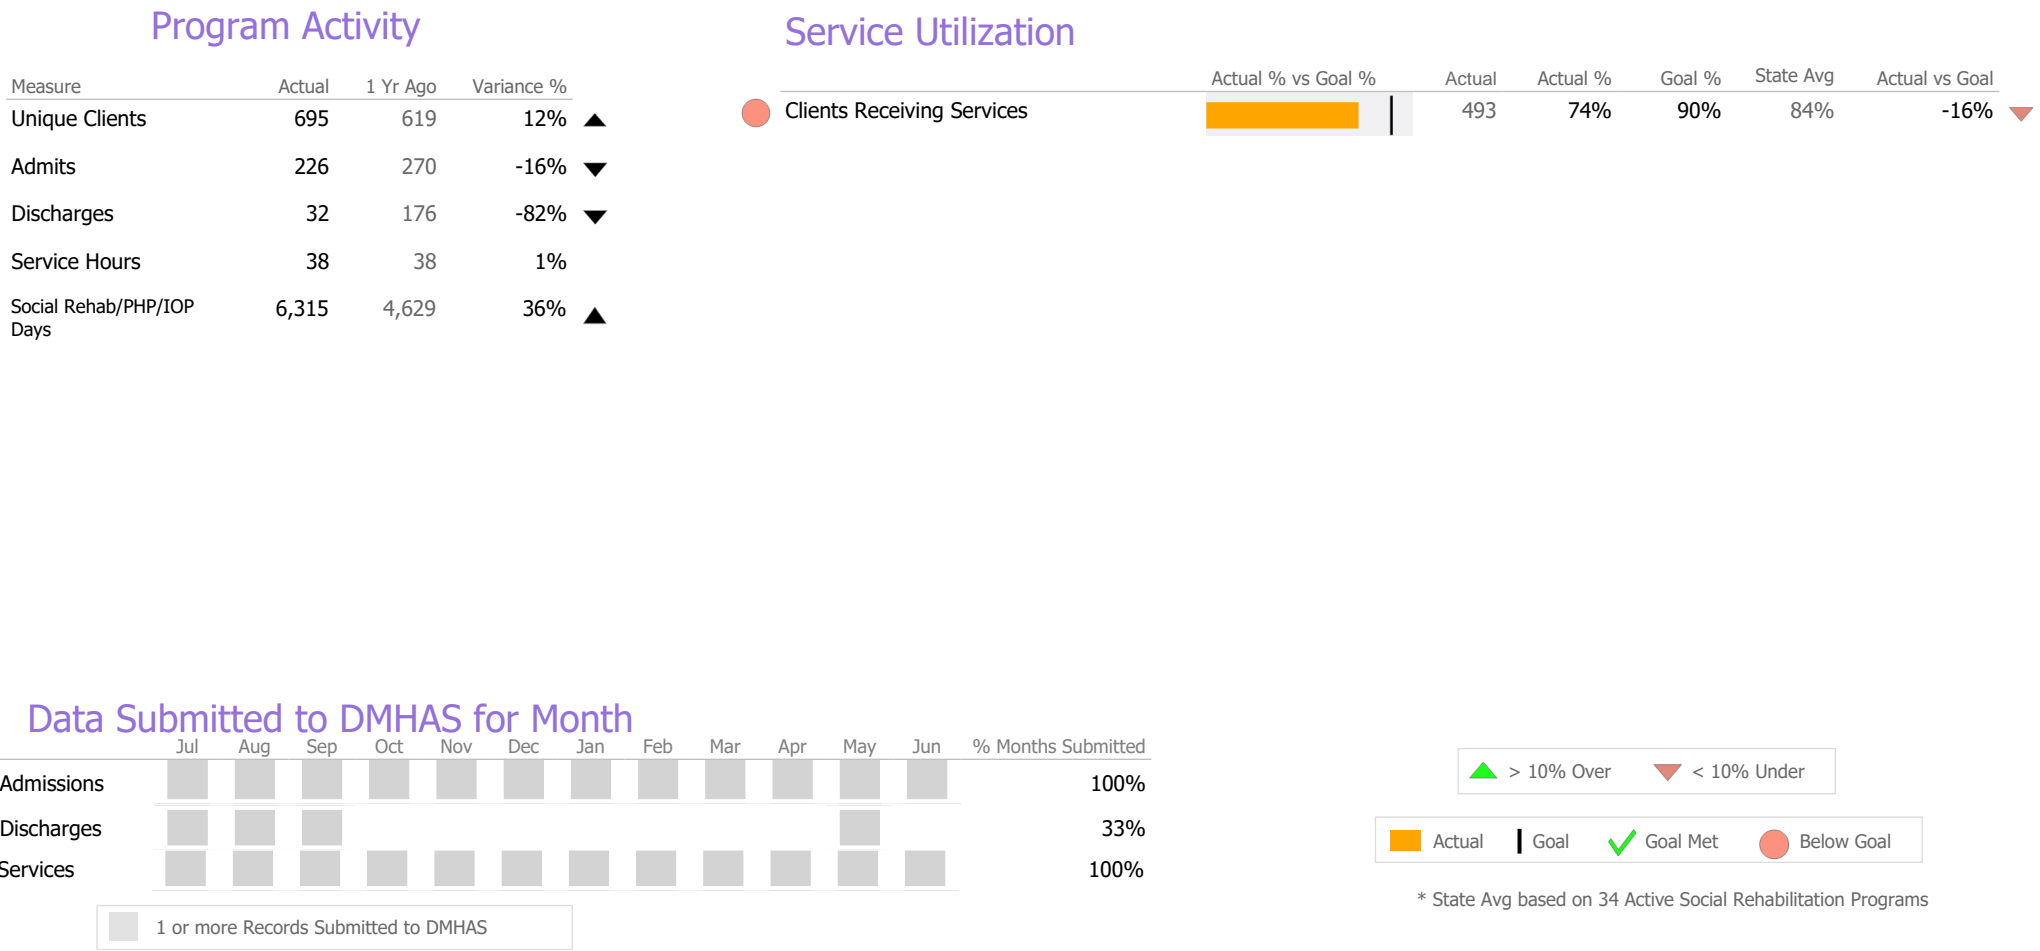 Program Activity
Measure Actual 1 Yr Ago Variance %
Unique Clients 695 619 12%
Admits 226 270 -16%
Discharges 32 176 -82%
Service Hours 38 38 1%
Social Rehab/PHP/IOP Days 6,315 4,629 36%
Service Utilization
Actual % vs Goal % Actual Actual % Goal % State Avg Actual vs Goal
Clients Receiving Services 493 74% 90% 84% -16%
Data Submitted to DMHAS for Month
Jul Aug Sep Oct Nov Dec Jan Feb Mar Apr May Jun % Months Submitted
Admissions 100%
Discharges 33%
Services 100%
1 or more Records Submitted to DMHAS
> 10% Over < 10% Under
Actual Goal Goal Met Below Goal
* State Avg based on 34 Active Social Rehabilitation Programs